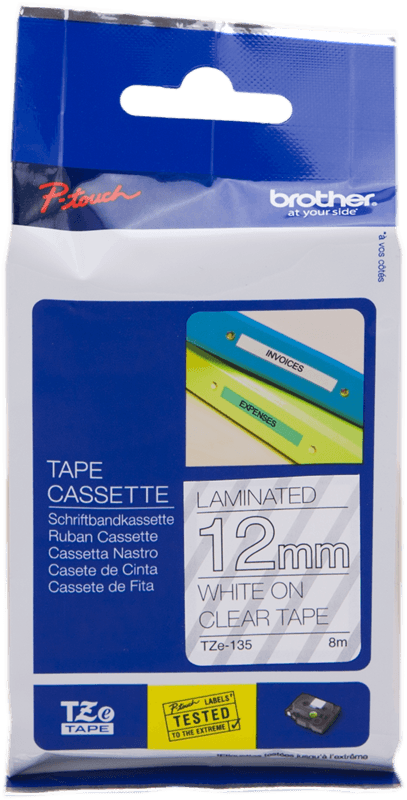 P-touch
brother
at your side
*à vos côtés
INVOICES
EXPENSES
TAPE
CASSETTE
Schriftbandkassette
Ruban Cassette
Cassetta Nastro
Casete de Cinta
Cassete de Fita
LAMINATED
12mm
WHITE ON
CLEAR TAPE
TZe-135 8m
TZe
TAPE
P-touch LABELS*
TESTED
TO THE EXTREME
jusqu'à l'extrême